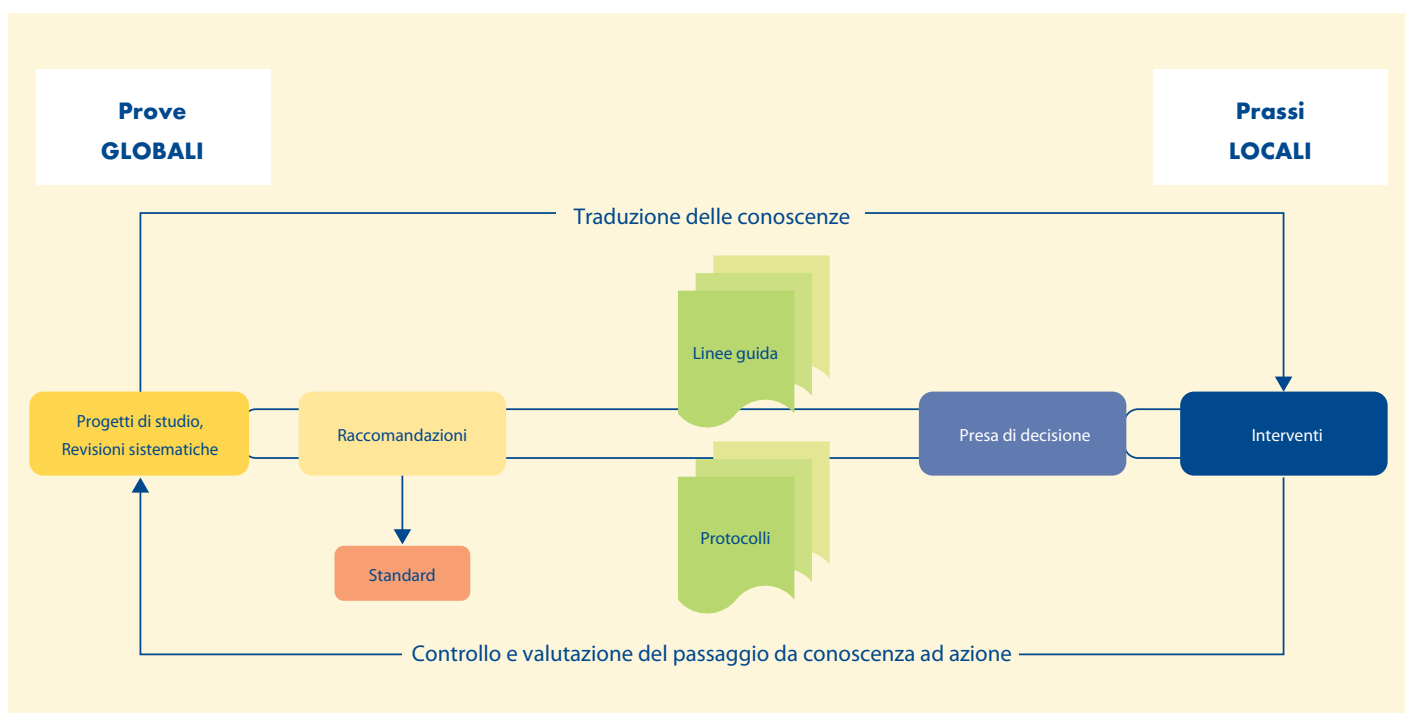 Prove
GLOBALI
Prassi
LOCALI
Traduzione delle conoscenze
Linee guida
Progetti di studio,
Revisioni sistematiche
Raccomandazioni
Presa di decisione
Interventi
Protocolli
Standard
Controllo e valutazione del passaggio da conoscenza ad azione